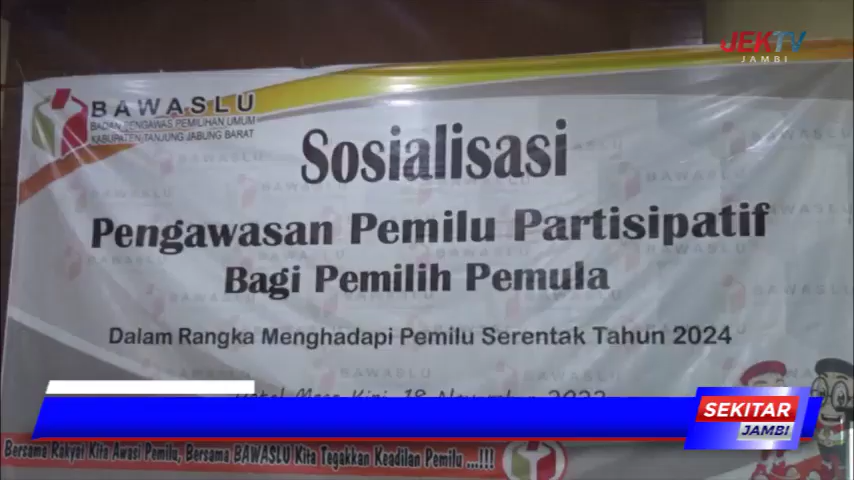 JEKTV
JAMBI
BAWASLU
BADAN PENGAWAS PEMILIHAN UMUM
KABUPATEN TANJUNG JABUNG BARAT
Sosialisasi
Pengawasan Pemilu Partisipatif
Bagi Pemilih Pemula
Dalam Rangka Menghadapi Pemilu Serentak Tahun 2024
SEKITAR
JAMBI
Bersama Rakyat Kita Awasi Pemilu, Bersama BAWASLU Kita Tegakkan Keadilan Pemilu ...!!!